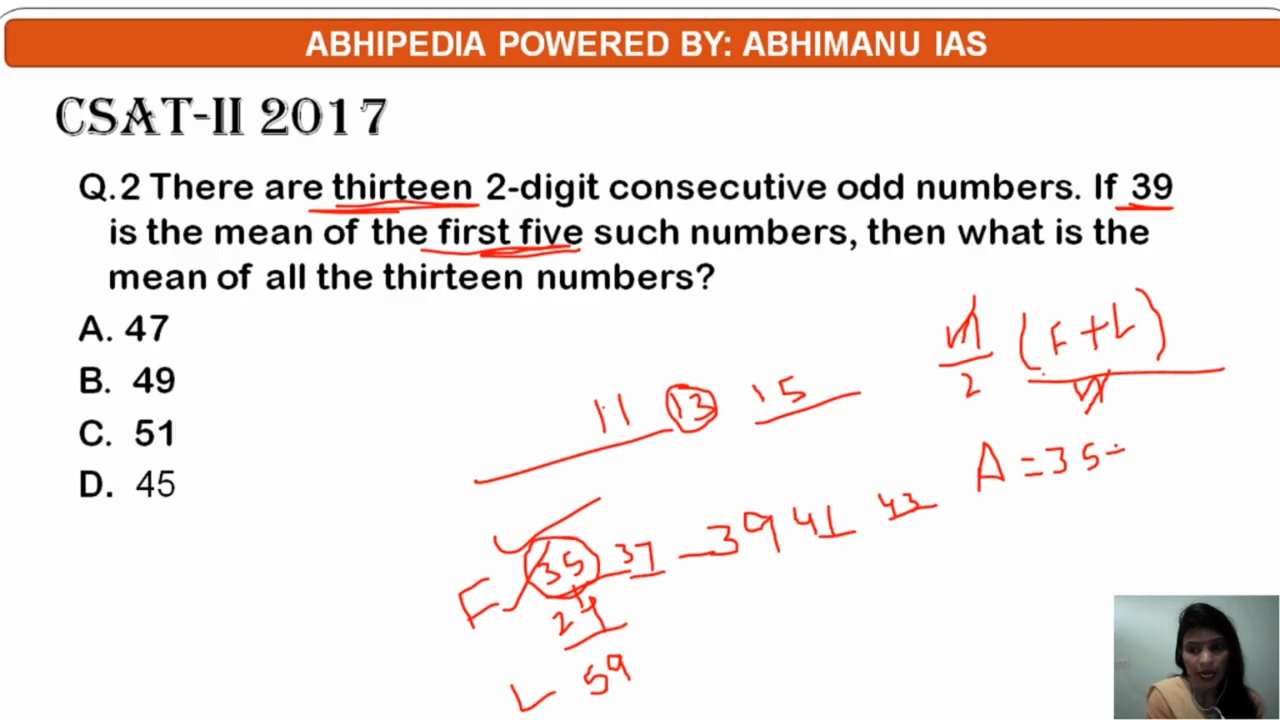 ABHIPEDIA POWERED BY: ABHIMANU IAS
CSAT-II 2017
Q.2 There are thirteen 2-digit consecutive odd numbers. If 39
is the mean of the first five such numbers, then what is the
mean of all the thirteen numbers?
A. 47
B. 49
C. 51
D. 45
n/2 (F+L)
n
11 13 15
A = 35+
F 35 37 39 41 43
+
24
L 59